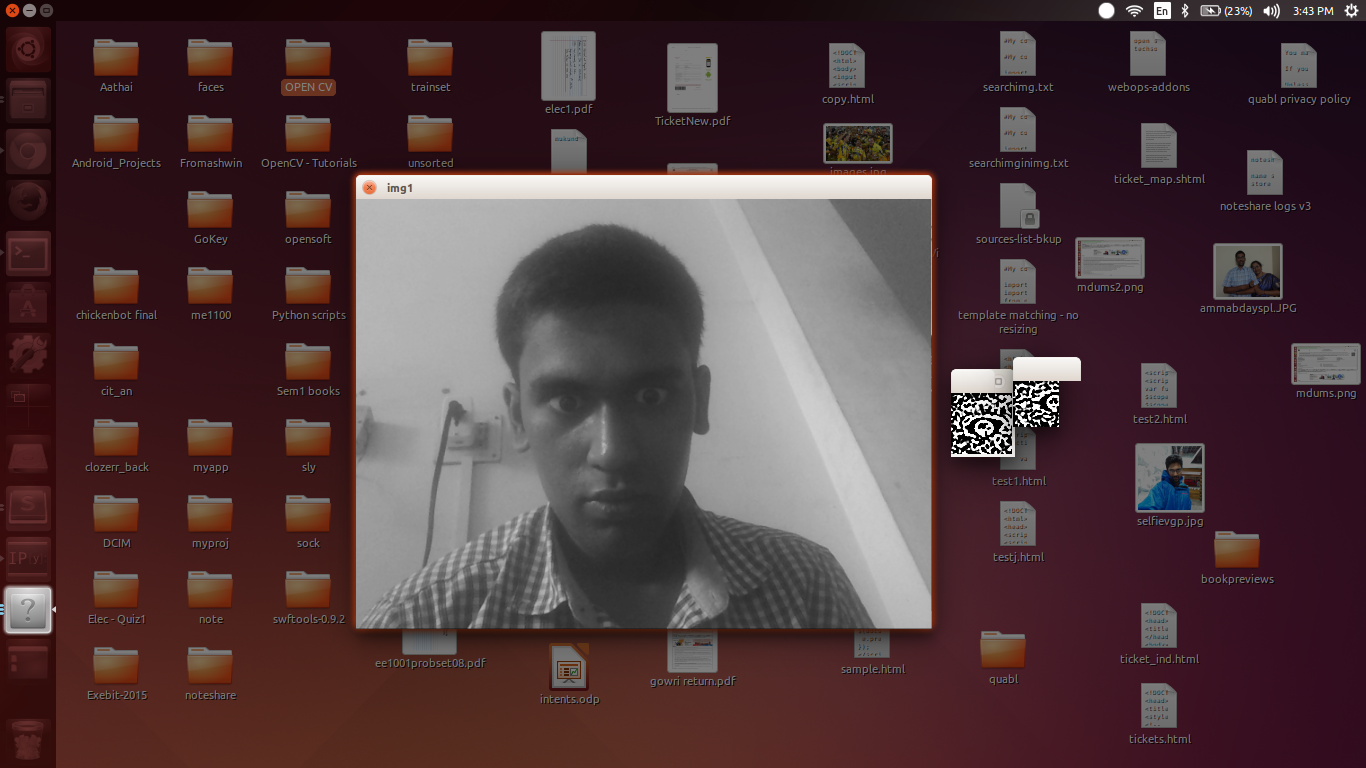 En
(23%)
3:43 PM
Aathai
faces
OPEN CV
trainset
elec1.pdf
TicketNew.pdf
copy.html
searchimg.txt
webops-addons
quabl privacy policy
Android_Projects
Fromashwin
OpenCV - Tutorials
unsorted
images.jpg
searchimginimg.txt
ticket_map.shtml
noteshare logs v3
img1
GoKey
opensoft
sources-list-bkup
mdums2.png
ammabdayspl.JPG
chickenbot final
me1100
Python scripts
template matching - no
resizing
cit_an
Sem1 books
mdums.png
test2.html
clozerr_back
myapp
sly
test1.html
selfievgp.jpg
DCIM
myproj
sock
testj.html
bookpreviews
Elec - Quiz1
note
swftools-0.9.2
ee1001probset08.pdf
sample.html
ticket_ind.html
Exebit-2015
noteshare
intents.odp
gowri return.pdf
quabl
tickets.html